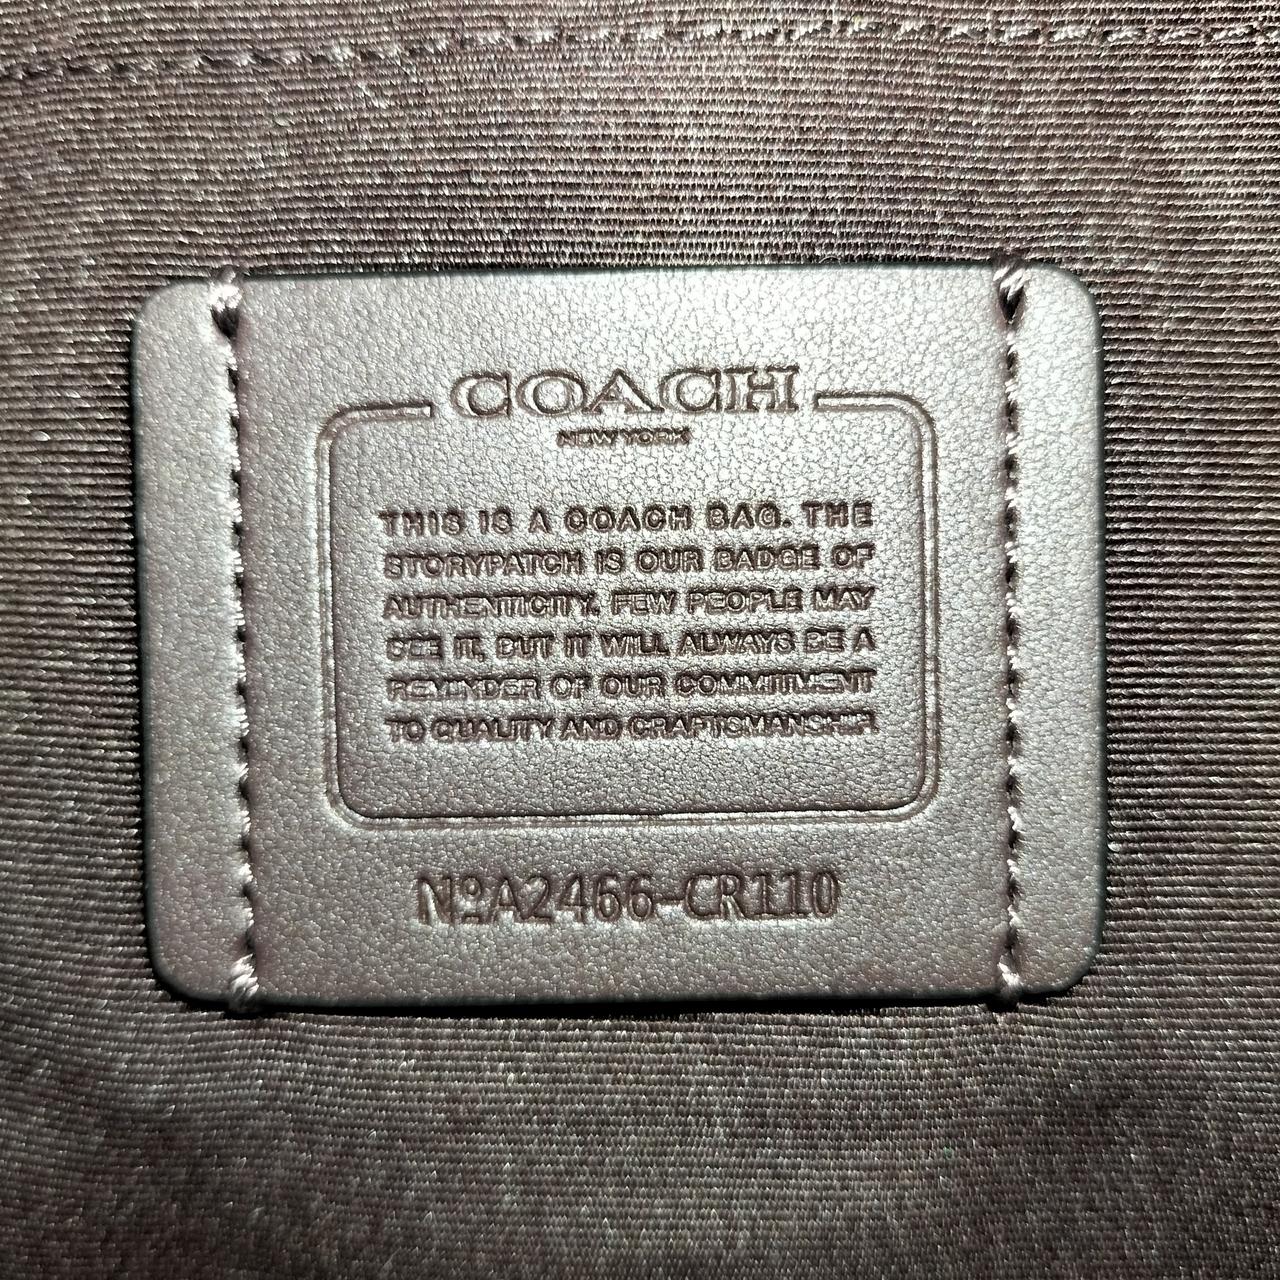 COACH
NEW YORK
THIS IS A COACH BAG. THE
STORYPATCH IS OUR BADGE OF
AUTHENTICITY. FEW PEOPLE MAY
SEE IT, BUT IT WILL ALWAYS BE A
REMINDER OF OUR COMMITMENT
TO QUALITY AND CRAFTSMANSHIP.
NºA2466-CR110